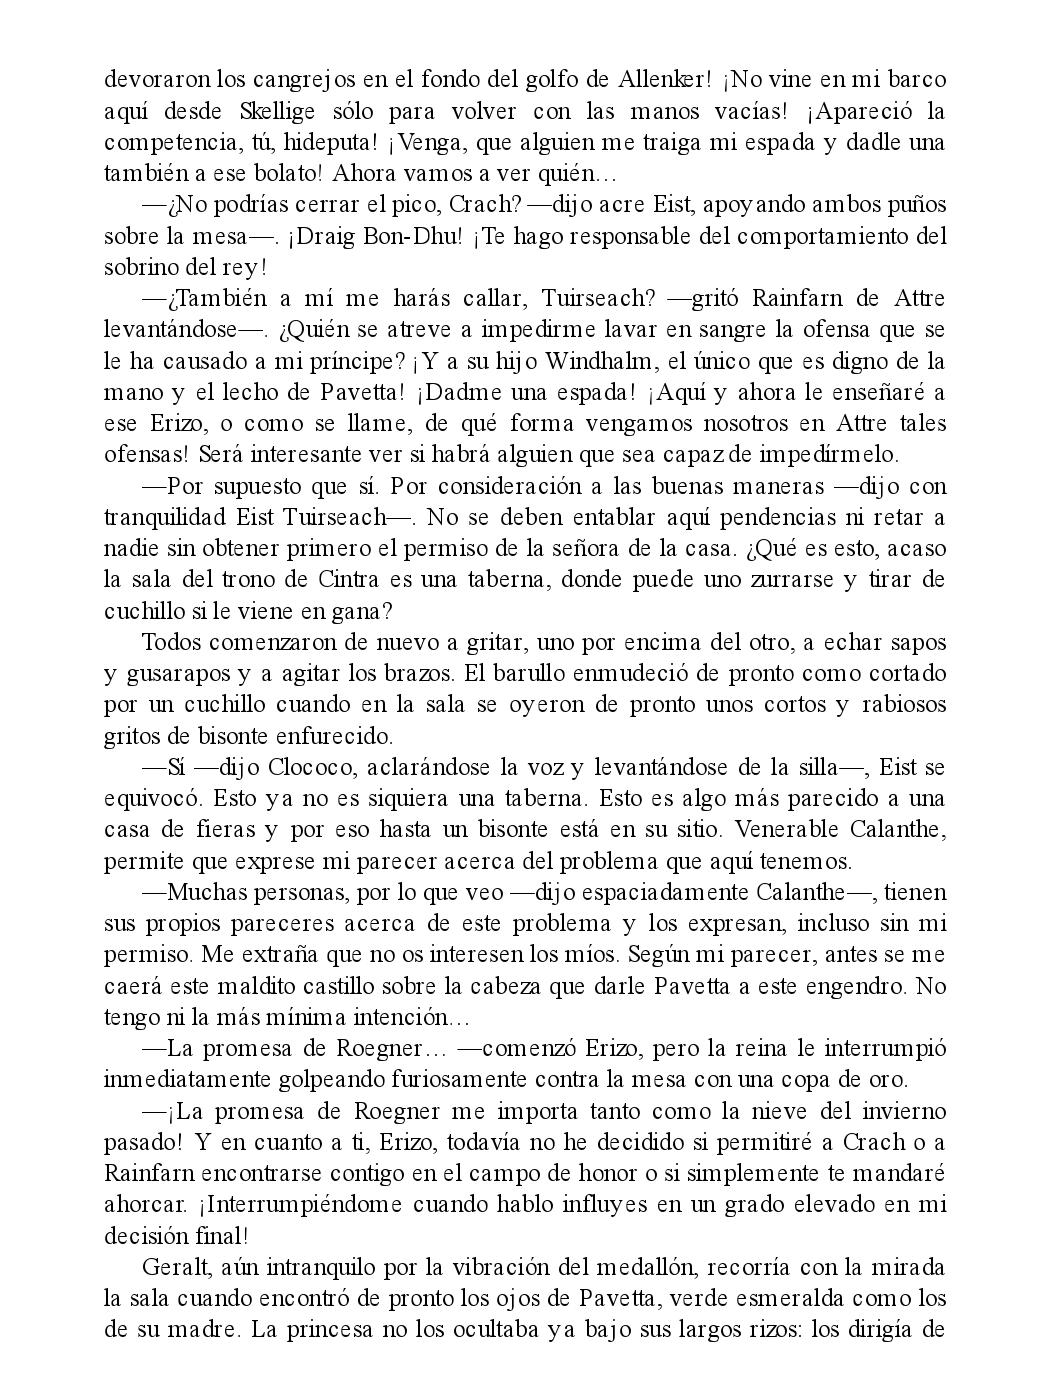 devoraron los cangrejos en el fondo del golfo de Allenker! ¡No vine en mi barco
aquí desde Skellige sólo para volver con las manos vacías! ¡Apareció la
competencia, tú, hideputa! ¡Venga, que alguien me traiga mi espada y dadle una
también a ese bolato! Ahora vamos a ver quién…
—¿No podrías cerrar el pico, Crach? —dijo acre Eist, apoyando ambos puños
sobre la mesa—. ¡Draig Bon-Dhu! ¡Te hago responsable del comportamiento del
sobrino del rey!
—¿También a mí me harás callar, Tuirseach? —gritó Rainfarn de Attre
levantándose—. ¿Quién se atreve a impedirme lavar en sangre la ofensa que se
le ha causado a mi príncipe? ¡Y a su hijo Windhalm, el único que es digno de la
mano y el lecho de Pavetta! ¡Dadme una espada! ¡Aquí y ahora le enseñaré a
ese Erizo, o como se llame, de qué forma vengamos nosotros en Attre tales
ofensas! Será interesante ver si habrá alguien que sea capaz de impedírmelo.
—Por supuesto que sí. Por consideración a las buenas maneras —dijo con
tranquilidad Eist Tuirseach—. No se deben entablar aquí pendencias ni retar a
nadie sin obtener primero el permiso de la señora de la casa. ¿Qué es esto, acaso
la sala del trono de Cintra es una taberna, donde puede uno zurrarse y tirar de
cuchillo si le viene en gana?
Todos comenzaron de nuevo a gritar, uno por encima del otro, a echar sapos
y gusarapos y a agitar los brazos. El barullo enmudeció de pronto como cortado
por un cuchillo cuando en la sala se oyeron de pronto unos cortos y rabiosos
gritos de bisonte enfurecido.
—Sí —dijo Clococo, aclarándose la voz y levantándose de la silla—, Eist se
equivocó. Esto ya no es siquiera una taberna. Esto es algo más parecido a una
casa de fieras y por eso hasta un bisonte está en su sitio. Venerable Calanthe,
permite que exprese mi parecer acerca del problema que aquí tenemos.
—Muchas personas, por lo que veo —dijo espaciadamente Calanthe—, tienen
sus propios pareceres acerca de este problema y los expresan, incluso sin mi
permiso. Me extraña que no os interesen los míos. Según mi parecer, antes se me
caerá este maldito castillo sobre la cabeza que darle Pavetta a este engendro. No
tengo ni la más mínima intención…
—La promesa de Roegner… —comenzó Erizo, pero la reina le interrumpió
inmediatamente golpeando furiosamente contra la mesa con una copa de oro.
—¡La promesa de Roegner me importa tanto como la nieve del invierno
pasado! Y en cuanto a ti, Erizo, todavía no he decidido si permitiré a Crach o a
Rainfarn encontrarse contigo en el campo de honor o si simplemente te mandaré
ahorcar. ¡Interrumpiéndome cuando hablo influyes en un grado elevado en mi
decisión final!
Geralt, aún intranquilo por la vibración del medallón, recorría con la mirada
la sala cuando encontró de pronto los ojos de Pavetta, verde esmeralda como los
de su madre. La princesa no los ocultaba ya bajo sus largos rizos: los dirigía de